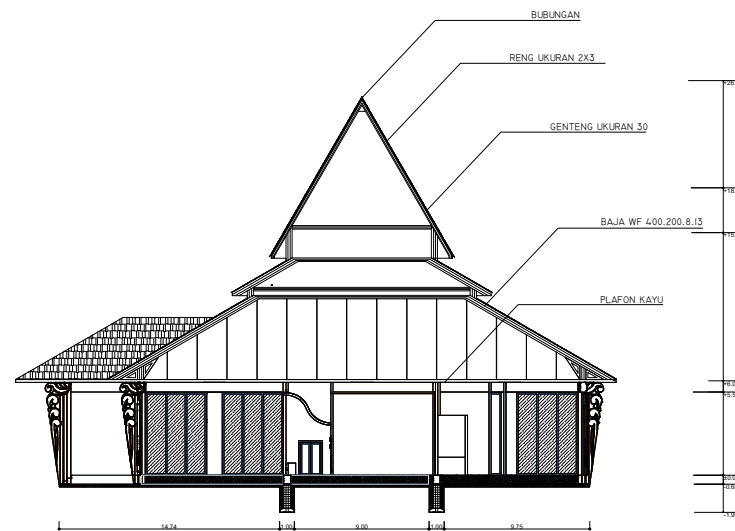 BUBUNGAN
RENG UKURAN 2X3
GENTENG UKURAN 30
BAJA WF 400.200.8.13
PLAFON KAYU
14.74 1.00 9.00 1.00 9.75